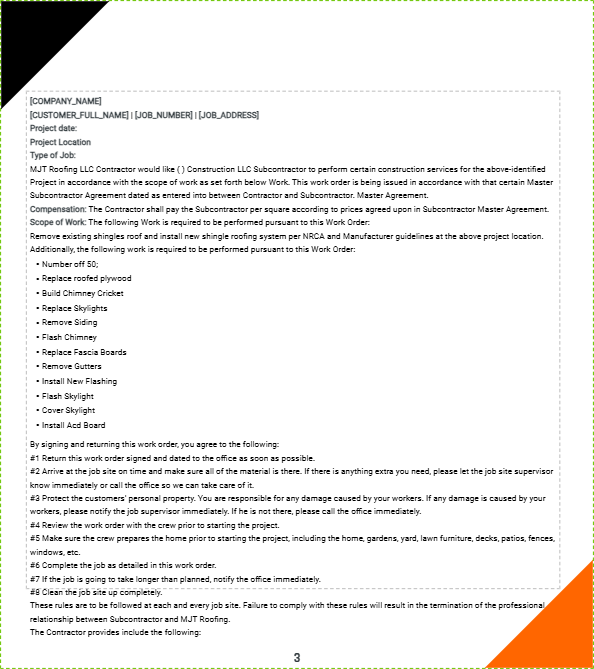 [COMPANY_NAME]
[CUSTOMER_FULL_NAME] | [JOB_NUMBER] | [JOB_ADDRESS]
Project date:
Project Location
Type of Job:
MJT Roofing LLC Contractor would like ( ) Construction LLC Subcontractor to perform certain construction services for the above-identified
Project in accordance with the scope of work as set forth below Work. This work order is being issued in accordance with that certain Master
Subcontractor Agreement dated as entered into between Contractor and Subcontractor. Master Agreement.
Compensation: The Contractor shall pay the Subcontractor per square according to prices agreed upon in Subcontractor Master Agreement.
Scope of Work: The following Work is required to be performed pursuant to this Work Order:
Remove existing shingles roof and install new shingle roofing system per NRCA and Manufacturer guidelines at the above project location.
Additionally, the following work is required to be performed pursuant to this Work Order:
• Number off 50;
• Replace roofed plywood
• Build Chimney Cricket
• Replace Skylights
• Remove Siding
• Flash Chimney
• Replace Fascia Boards
• Remove Gutters
• Install New Flashing
• Flash Skylight
• Cover Skylight
• Install Acd Board
By signing and returning this work order, you agree to the following:
#1 Return this work order signed and dated to the office as soon as possible.
#2 Arrive at the job site on time and make sure all of the material is there. If there is anything extra you need, please let the job site supervisor
know immediately or call the office so we can take care of it.
#3 Protect the customers' personal property. You are responsible for any damage caused by your workers. If any damage is caused by your
workers, please notify the job supervisor immediately. If he is not there, please call the office immediately.
#4 Review the work order with the crew prior to starting the project.
#5 Make sure the crew prepares the home prior to starting the project, including the home, gardens, yard, lawn furniture, decks, patios, fences,
windows, etc.
#6 Complete the job as detailed in this work order.
#7 If the job is going to take longer than planned, notify the office immediately.
#8 Clean the job site up completely.
These rules are to be followed at each and every job site. Failure to comply with these rules will result in the termination of the professional
relationship between Subcontractor and MJT Roofing.
The Contractor provides include the following:
3